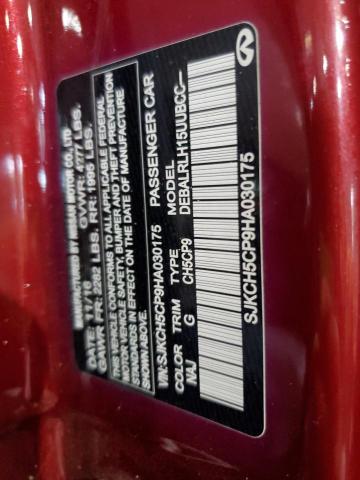 MANUFACTURED BY NISSAN MOTOR CO., LTD.
DATE: 11/16 GVWR: 4777 LBS.
GAWR FR: 2282 LBS. RR: 1999 LBS.
THIS VEHICLE CONFORMS TO ALL APPLICABLE FEDERAL
MOTOR VEHICLE SAFETY, BUMPER AND THEFT PREVENTION
STANDARDS IN EFFECT ON THE DATE OF MANUFACTURE
SHOWN ABOVE.
VIN: SJKCH5CP9HA030175 PASSENGER CAR
COLOR TRIM TYPE MODEL
NAJ G CH5CP9 DEBALRLH15UUBCC—
SJKCH5CP9HA030175